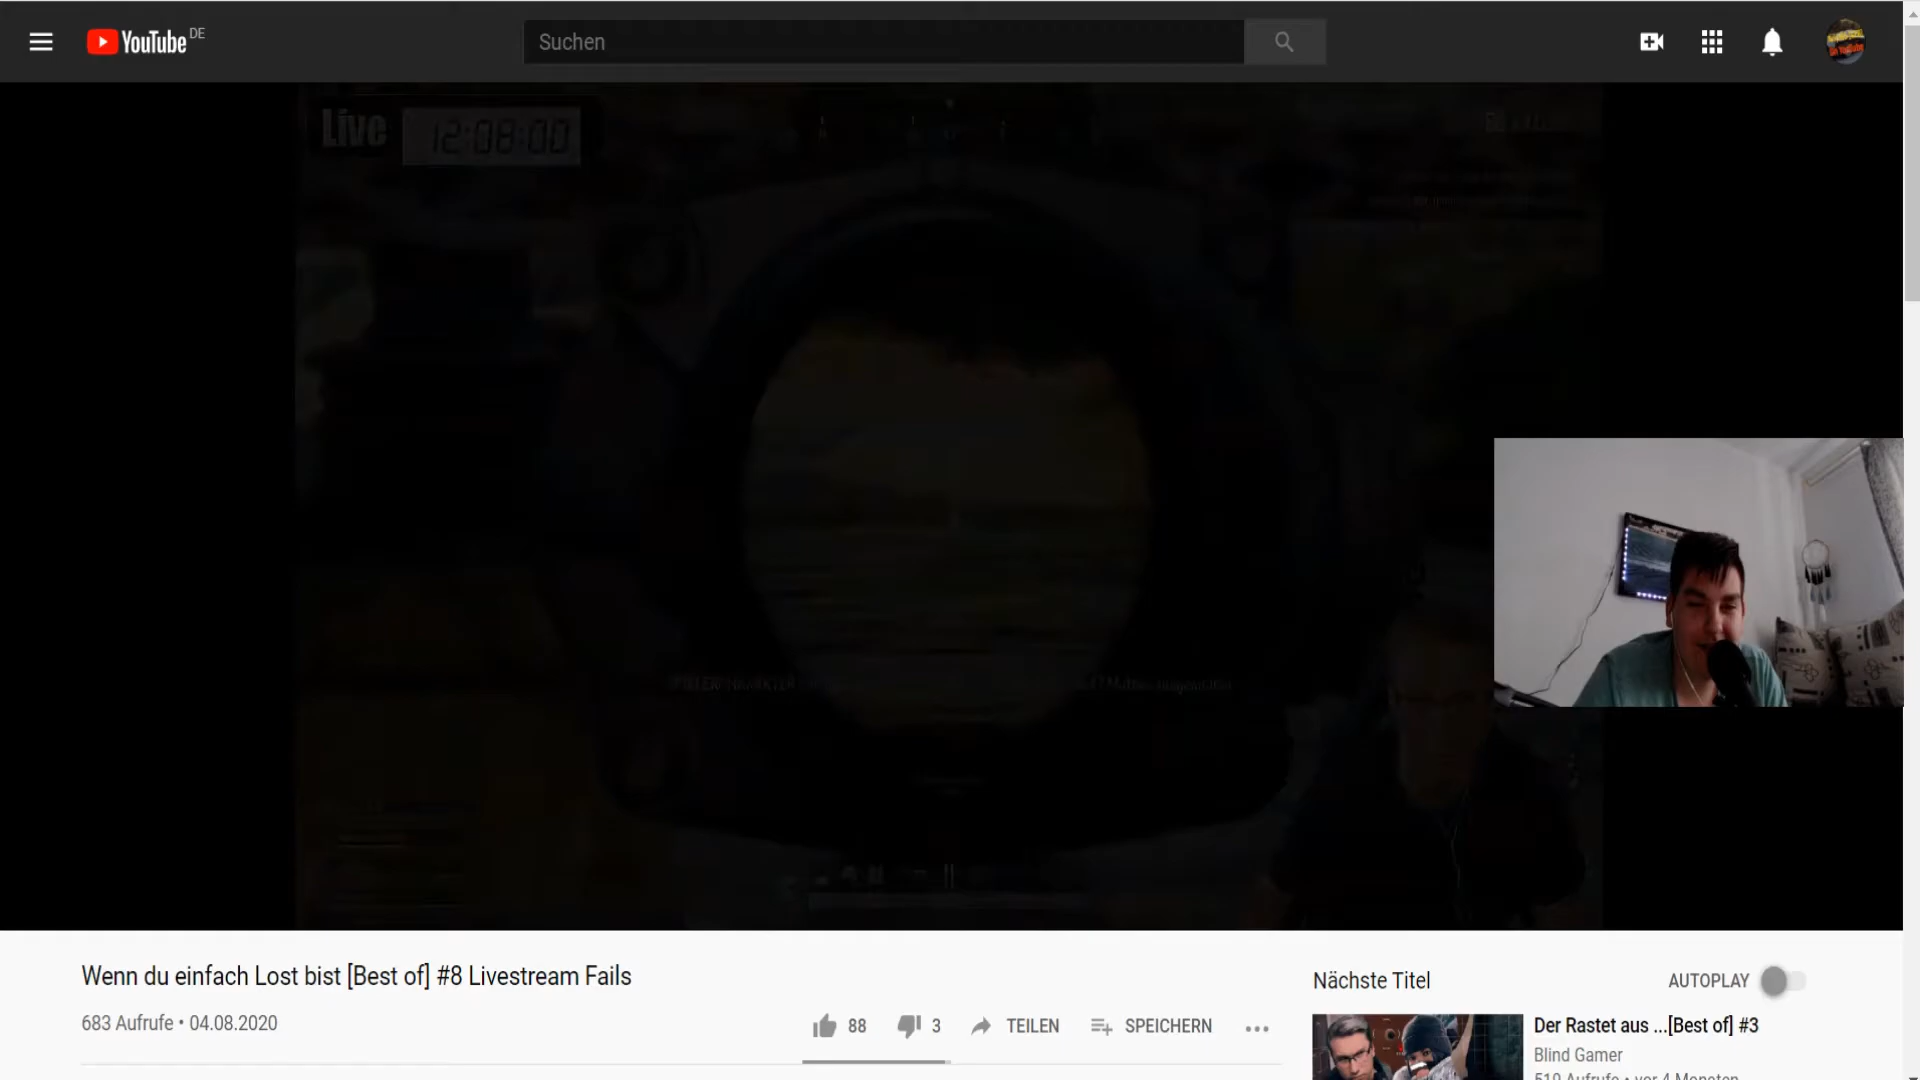 YouTube DE
Suchen
Live 12:08:00
Wenn du einfach Lost bist [Best of] #8 Livestream Fails
683 Aufrufe • 04.08.2020
88
3
TEILEN
SPEICHERN
Nächste Titel
AUTOPLAY
Der Rastet aus ...[Best of] #3
Blind Gamer